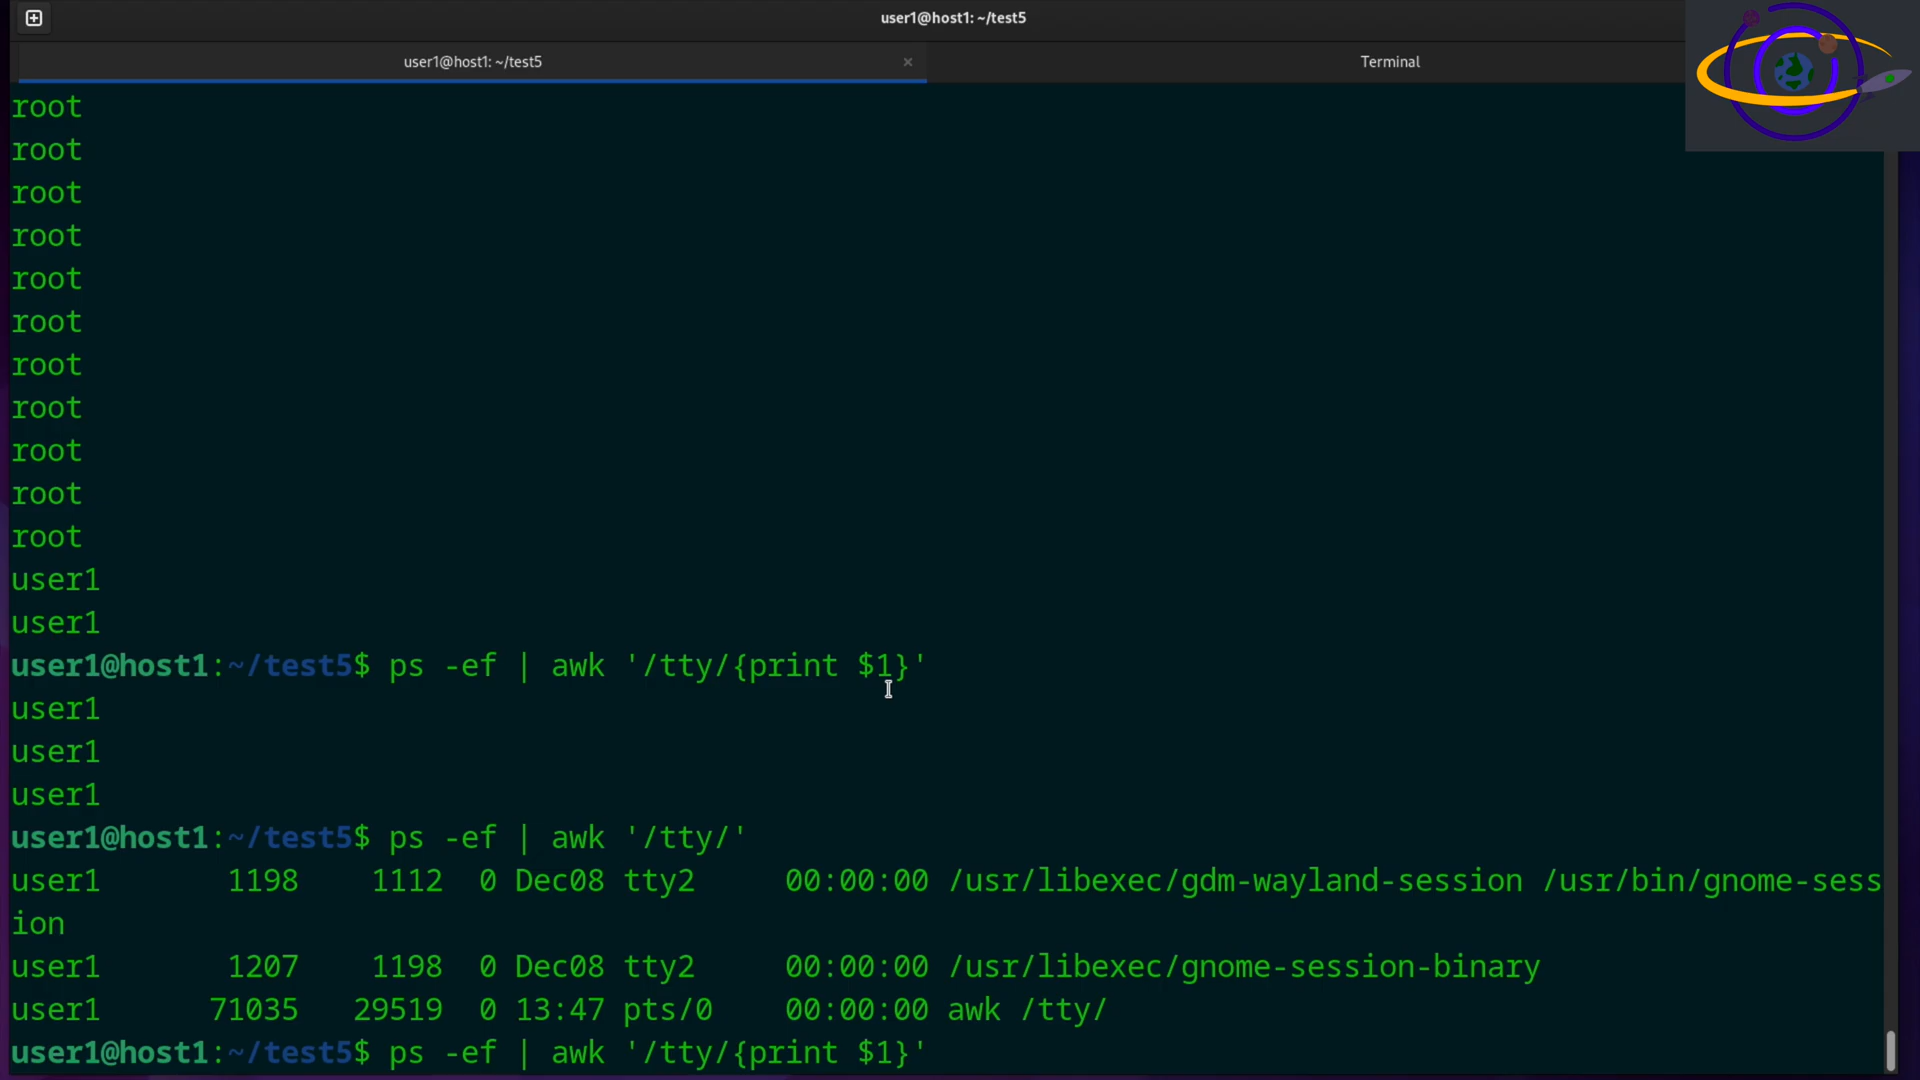 user1@host1: ~/test5
user1@host1: ~/test5 ×
Terminal
root
root
root
root
root
root
root
root
root
root
root
user1
user1
user1@host1:~/test5$ ps -ef | awk '/tty/{print $1}'
user1
user1
user1
user1@host1:~/test5$ ps -ef | awk '/tty/'
user1 1198 1112 0 Dec08 tty2 00:00:00 /usr/libexec/gdm-wayland-session /usr/bin/gnome-sess
ion
user1 1207 1198 0 Dec08 tty2 00:00:00 /usr/libexec/gnome-session-binary
user1 71035 29519 0 13:47 pts/0 00:00:00 awk /tty/
user1@host1:~/test5$ ps -ef | awk '/tty/{print $1}'